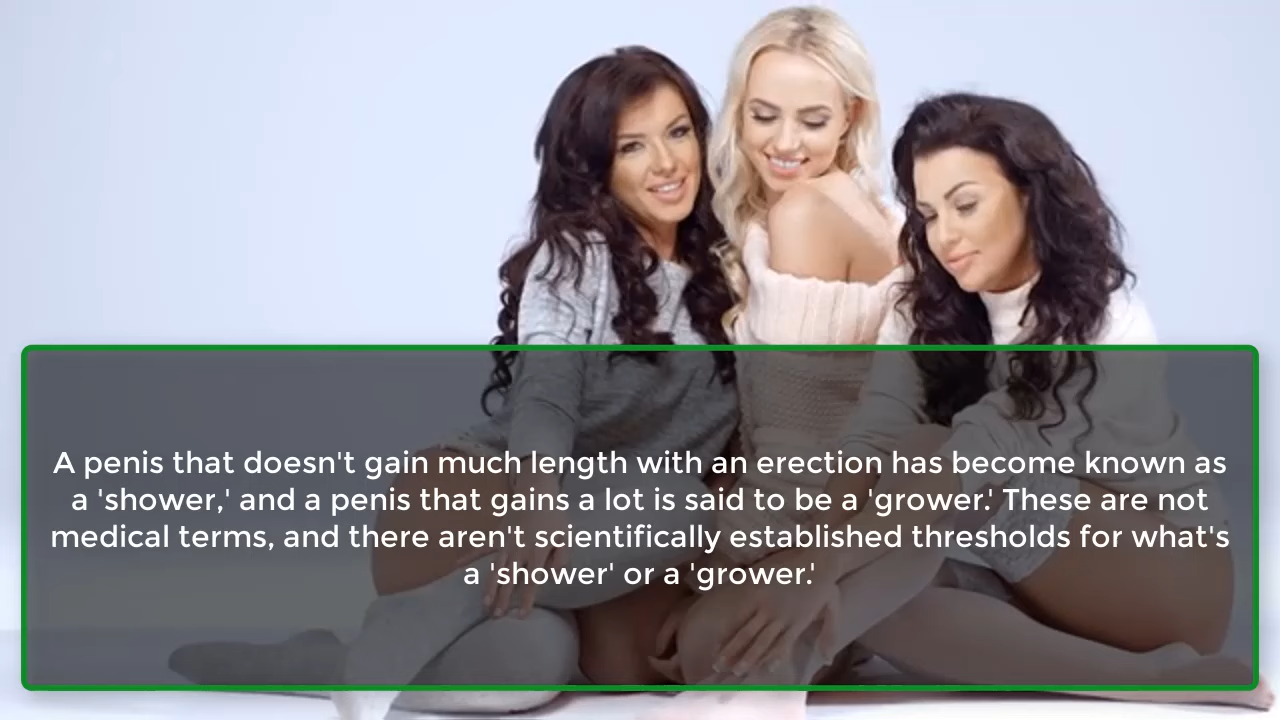 A penis that doesn't gain much length with an erection has become known as
a 'shower,' and a penis that gains a lot is said to be a 'grower.' These are not
medical terms, and there aren't scientifically established thresholds for what's
a 'shower' or a 'grower.'